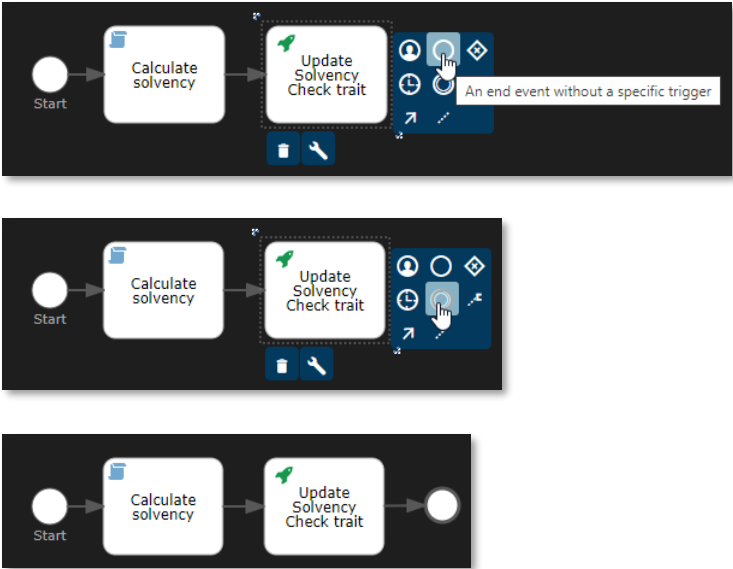 Calculate
solvency
Update
Solvency
Check trait
Start
An end event without a specific trigger
Calculate
solvency
Update
Solvency
Check trait
Start
Calculate
solvency
Update
Solvency
Check trait
Start